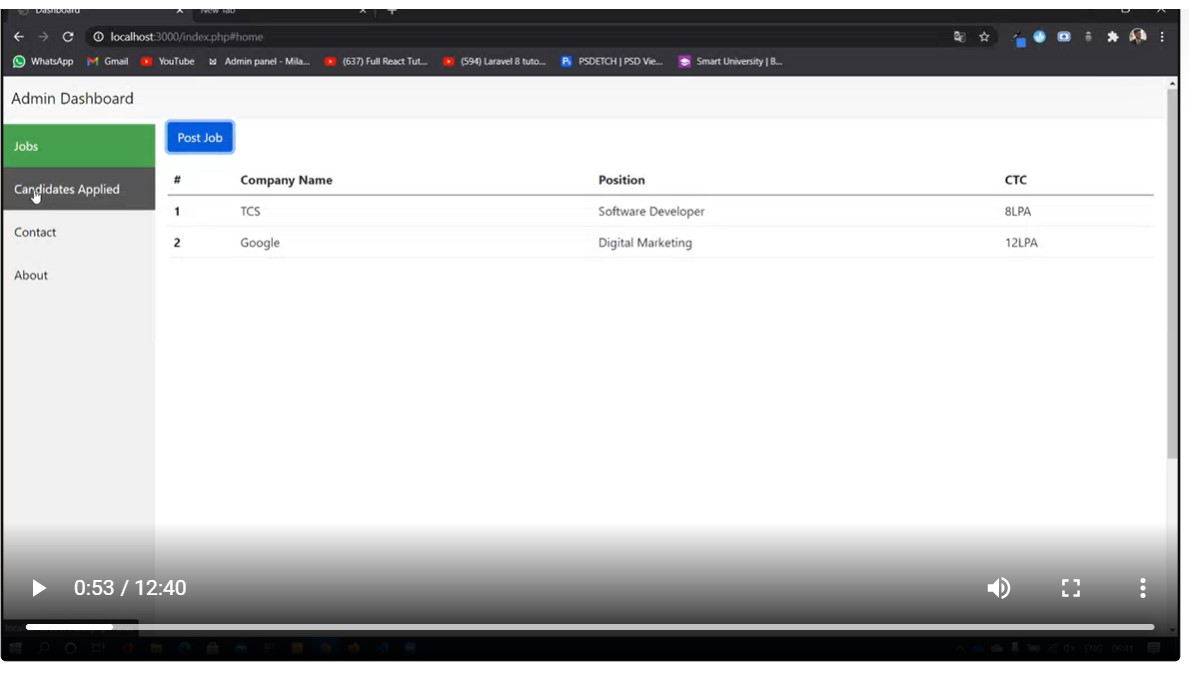 Dashboard New Tab
localhost:3000/index.php#home
WhatsApp Gmail YouTube Admin panel - Mila... (637) Full React Tut... (594) Laravel 8 tuto... PSDETCH | PSD Vie... Smart University | B...
Admin Dashboard
Jobs
Candidates Applied
Contact
About
Post Job
# Company Name Position CTC
1 TCS Software Developer 8LPA
2 Google Digital Marketing 12LPA
0:53 / 12:40